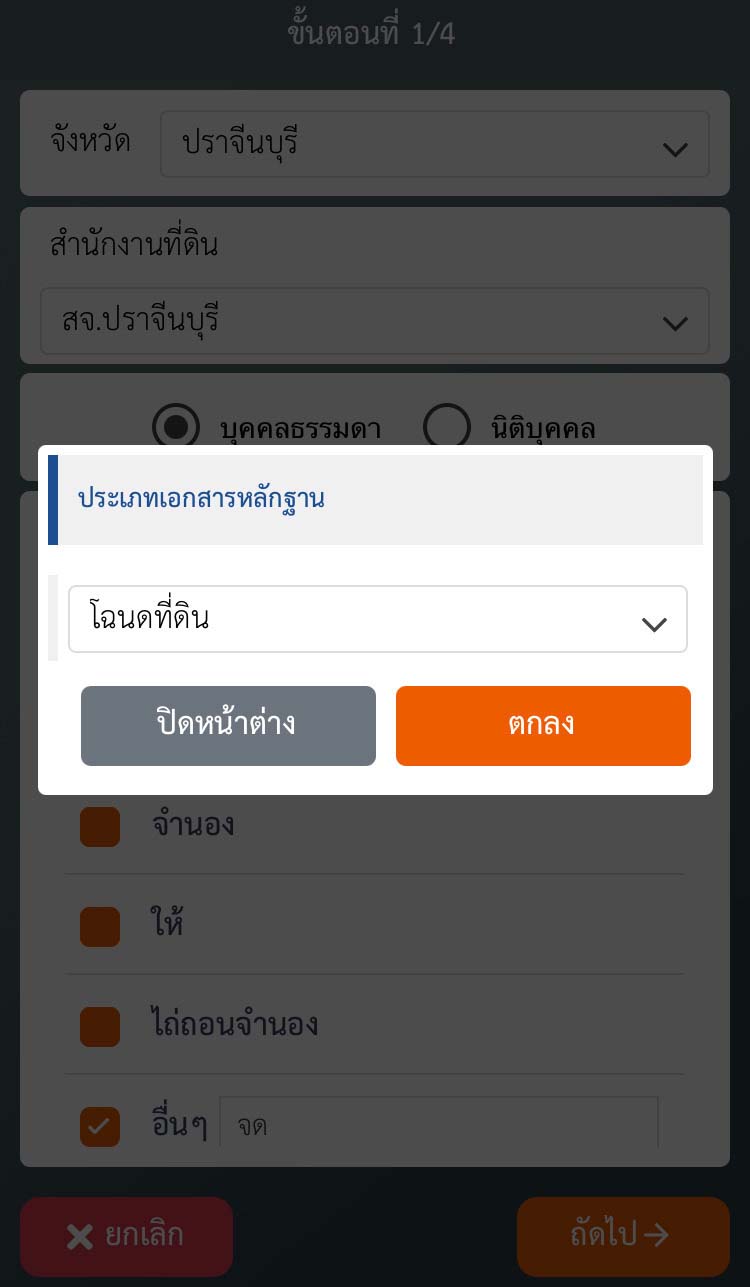 ขั้นตอนที่ 1/4
จังหวัด ปราจีนบุรี
สำนักงานที่ดิน
สจ.ปราจีนบุรี
บุคคลธรรมดา นิติบุคคล
ประเภทเอกสารหลักฐาน
โฉนดที่ดิน
ปิดหน้าต่าง ตกลง
จำนอง
ให้
ไถ่ถอนจำนอง
อื่นๆ จด
ยกเลิก ถัดไป